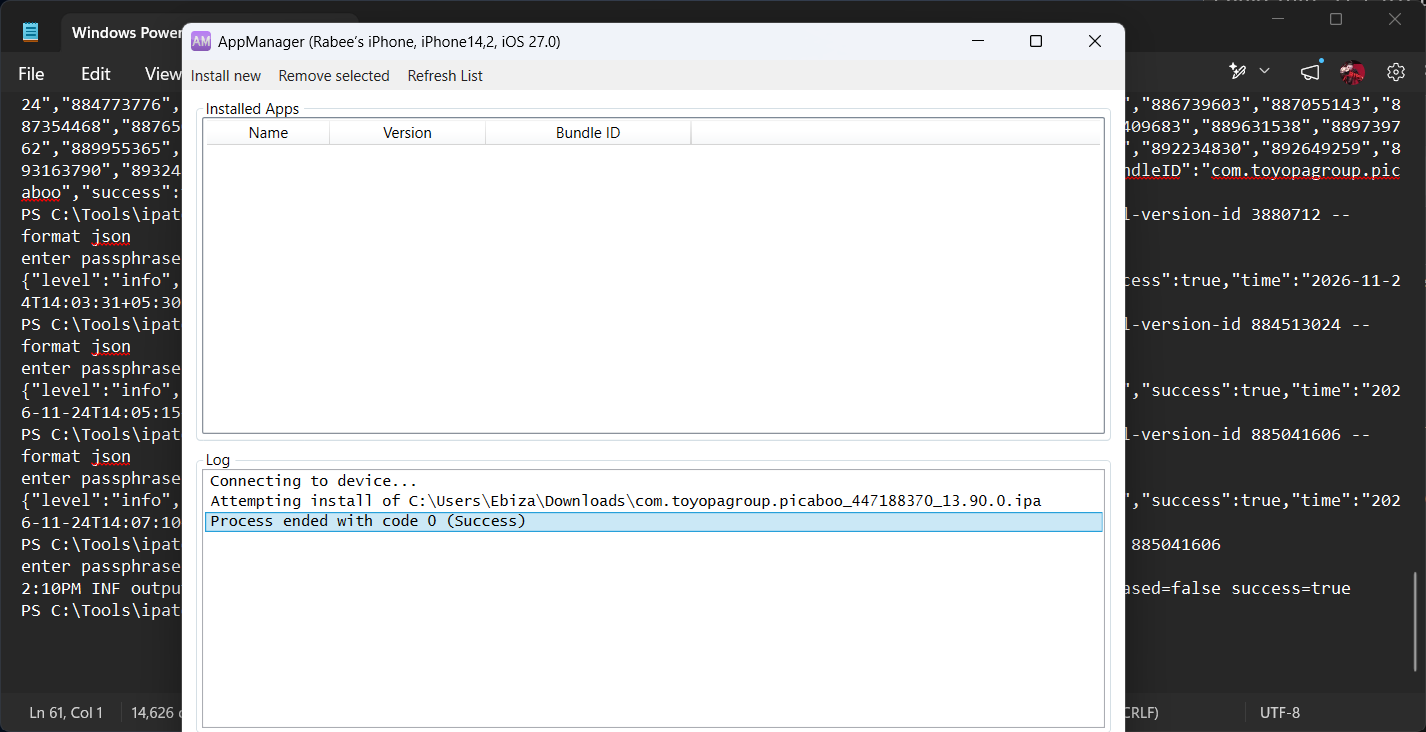 Windows Power
AppManager (Rabee’s iPhone, iPhone14,2, iOS 27.0)
File Edit View
Install new Remove selected Refresh List
Installed Apps
Name Version Bundle ID
Log
Connecting to device...
Attempting install of C:\Users\Ebiza\Downloads\com.toyopagroup.picaboo_447188370_13.90.0.ipa
Process ended with code 0 (Success)
24","884773776", ,"886739603","887055143","8
87354468","88765 409683","889631538","8897397
62","889955365", ,"892234830","892649259","8
93163790","89324 ndleID":"com.toyopagroup.pic
aboo","success":
PS C:\Tools\ipat l-version-id 3880712 --
format json
enter passphrase
{"level":"info", cess":true,"time":"2026-11-2
4T14:03:31+05:30
PS C:\Tools\ipat l-version-id 884513024 --
format json
enter passphrase
{"level":"info", ","success":true,"time":"202
6-11-24T14:05:15
PS C:\Tools\ipat l-version-id 885041606 --
format json
enter passphrase
{"level":"info", ","success":true,"time":"202
6-11-24T14:07:10
PS C:\Tools\ipat 885041606
enter passphrase
2:10PM INF outpu ased=false success=true
PS C:\Tools\ipat
Ln 61, Col 1 14,626 CRLF) UTF-8